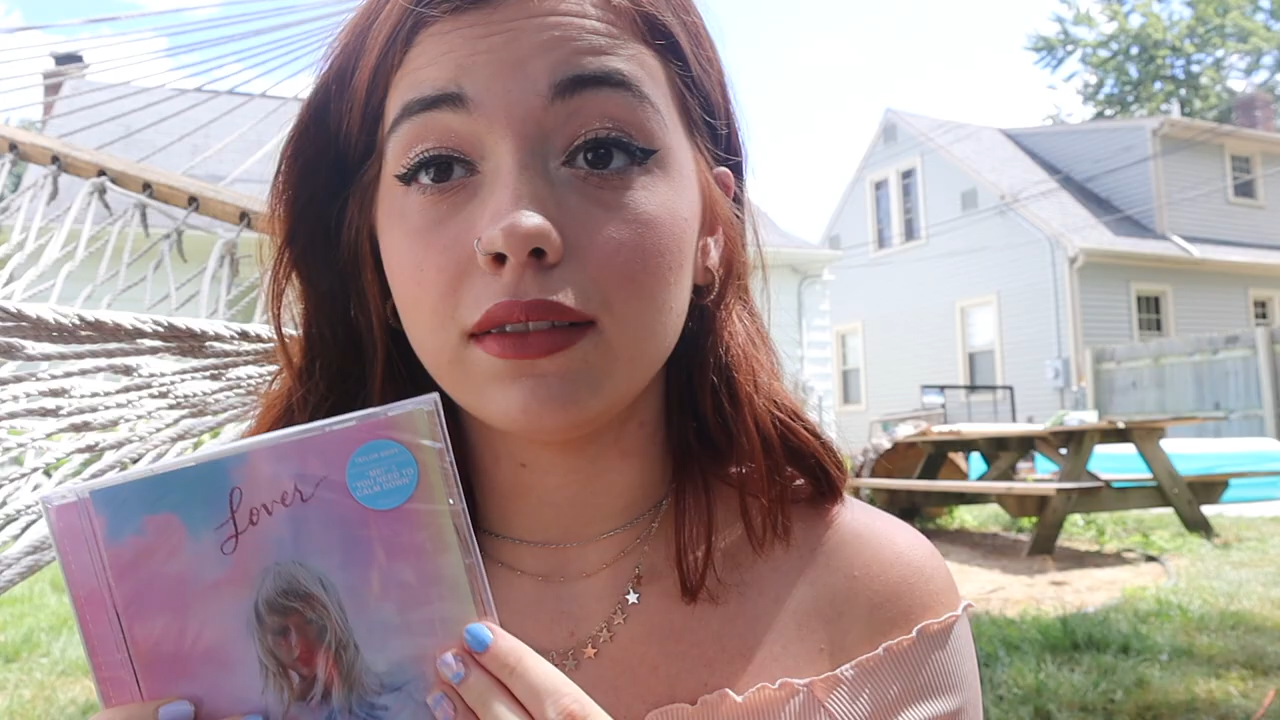 Lover
TAYLOR SWIFT
"ME!" &
"YOU NEED TO
CALM DOWN"